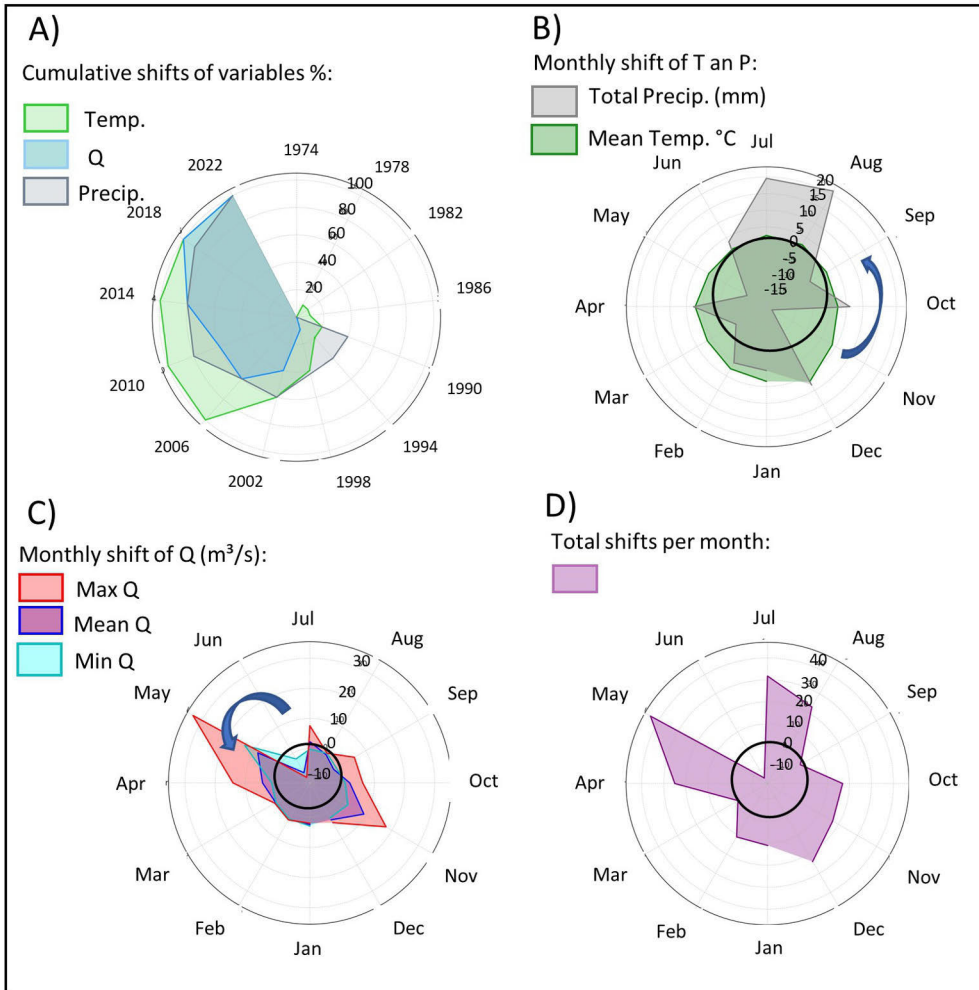 A)
Cumulative shifts of variables %:
Temp.
Q
Precip.
1974
1978
1982
1986
1990
1994
1998
2002
2006
2010
2014
2018
2022
100
80
60
40
20
B)
Monthly shift of T an P:
Total Precip. (mm)
Mean Temp. °C
Jul
Aug
Sep
Oct
Nov
Dec
Jan
Feb
Mar
Apr
May
Jun
20
15
10
5
0
-5
-10
-15
C)
Monthly shift of Q (m³/s):
Max Q
Mean Q
Min Q
Jul
Aug
Sep
Oct
Nov
Dec
Jan
Feb
Mar
Apr
May
Jun
30
20
10
0
-10
D)
Total shifts per month:
Jul
Aug
Sep
Oct
Nov
Dec
Jan
Feb
Mar
Apr
May
Jun
40
30
20
10
0
-10